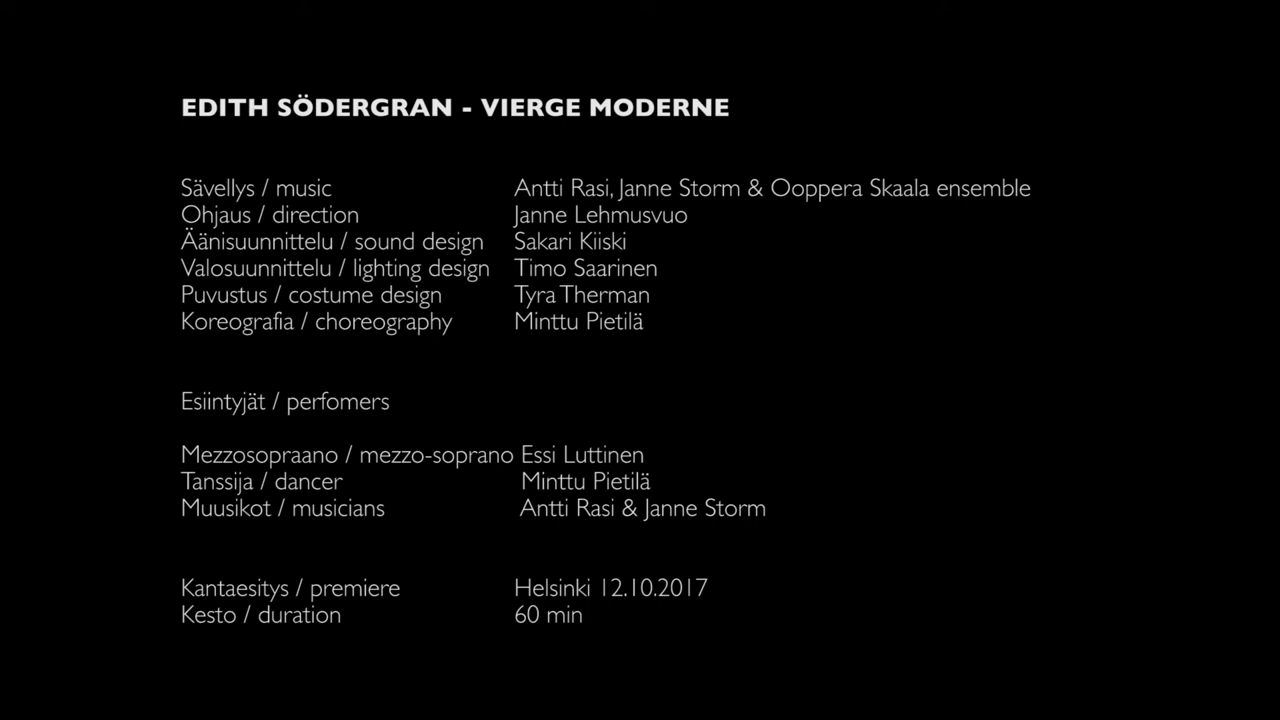 EDITH SÖDERGRAN - VIERGE MODERNE
Sävellys / music Antti Rasi, Janne Storm & Ooppera Skaala ensemble
Ohjaus / direction Janne Lehmusvuo
Äänisuunnittelu / sound design Sakari Kiiski
Valosuunnittelu / lighting design Timo Saarinen
Puvustus / costume design Tyra Therman
Koreografia / choreography Minttu Pietilä
Esiintyjät / perfomers
Mezzosopraano / mezzo-soprano Essi Luttinen
Tanssija / dancer Minttu Pietilä
Muusikot / musicians Antti Rasi & Janne Storm
Kantaesitys / premiere Helsinki 12.10.2017
Kesto / duration 60 min